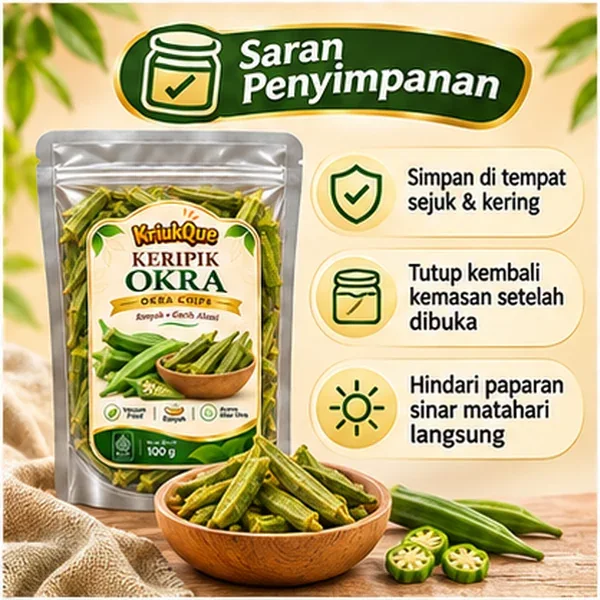 Saran
Penyimpanan
Simpan di tempat
sejuk & kering
Tutup kembali
kemasan setelah
dibuka
Hindari paparan
sinar matahari
langsung
KriukQue
KERIPIK
OKRA
100 g